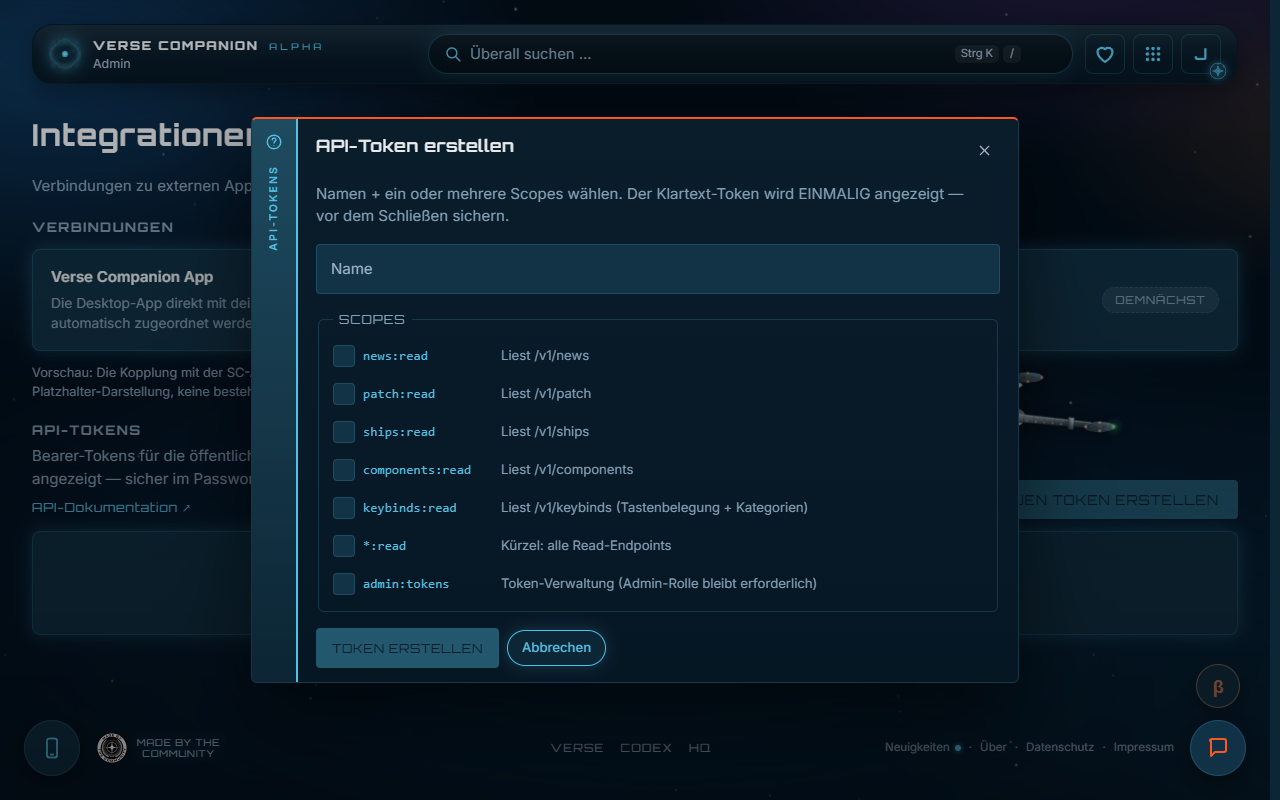 VERSE COMPANION ALPHA
Admin
Überall suchen ...
Strg K /
Integrationen
Verbindungen zu externen App
VERBINDUNGEN
Verse Companion App
Die Desktop-App direkt mit dei
automatisch zugeordnet werde
DEMNÄCHST
Vorschau: Die Kopplung mit der SC-
Platzhalter-Darstellung, keine besteh
API-TOKENS
Bearer-Tokens für die öffentlich
angezeigt — sicher im Passwor
API-Dokumentation ↗
UEN TOKEN ERSTELLEN
API-TOKENS
API-Token erstellen
Namen + ein oder mehrere Scopes wählen. Der Klartext-Token wird EINMALIG angezeigt —
vor dem Schließen sichern.
Name
SCOPES
news:read Liest /v1/news
patch:read Liest /v1/patch
ships:read Liest /v1/ships
components:read Liest /v1/components
keybinds:read Liest /v1/keybinds (Tastenbelegung + Kategorien)
*:read Kürzel: alle Read-Endpoints
admin:tokens Token-Verwaltung (Admin-Rolle bleibt erforderlich)
TOKEN ERSTELLEN
Abbrechen
β
MADE BY THE
COMMUNITY
VERSE CODEX HQ
Neuigkeiten · Über · Datenschutz · Impressum